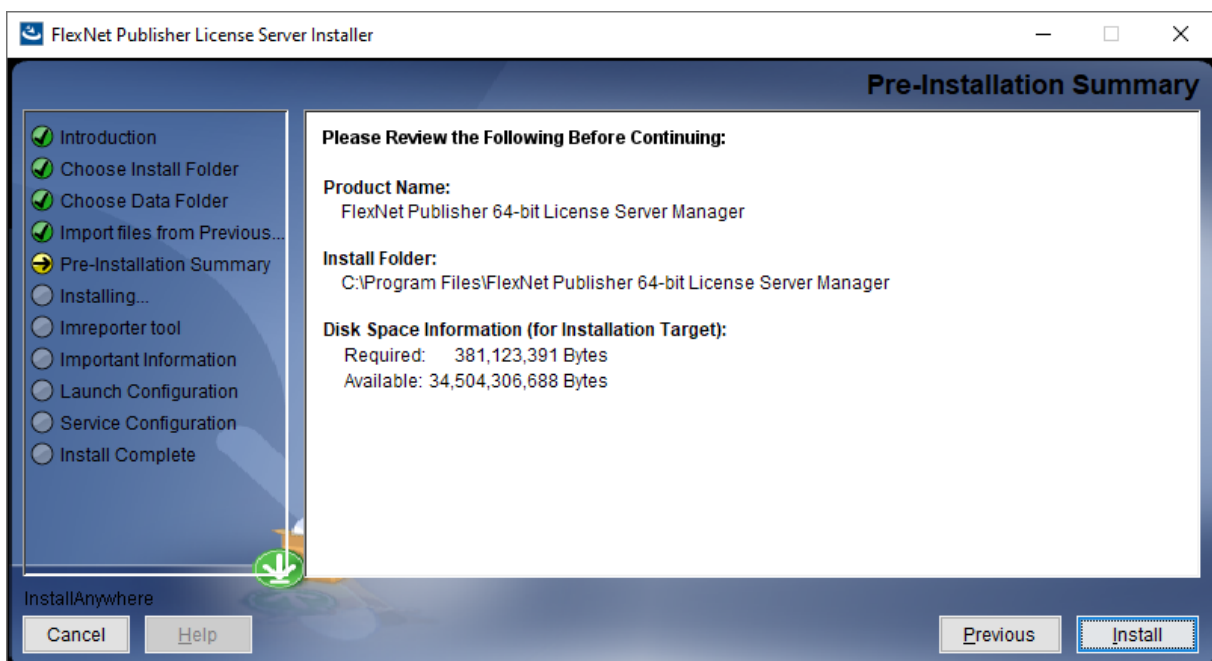 FlexNet Publisher License Server Installer
Pre-Installation Summary
Introduction
Choose Install Folder
Choose Data Folder
Import files from Previous...
Pre-Installation Summary
Installing...
lmreporter tool
Important Information
Launch Configuration
Service Configuration
Install Complete
Please Review the Following Before Continuing:
Product Name:
FlexNet Publisher 64-bit License Server Manager
Install Folder:
C:\Program Files\FlexNet Publisher 64-bit License Server Manager
Disk Space Information (for Installation Target):
Required: 381,123,391 Bytes
Available: 34,504,306,688 Bytes
InstallAnywhere
Cancel
Help
Previous
Install